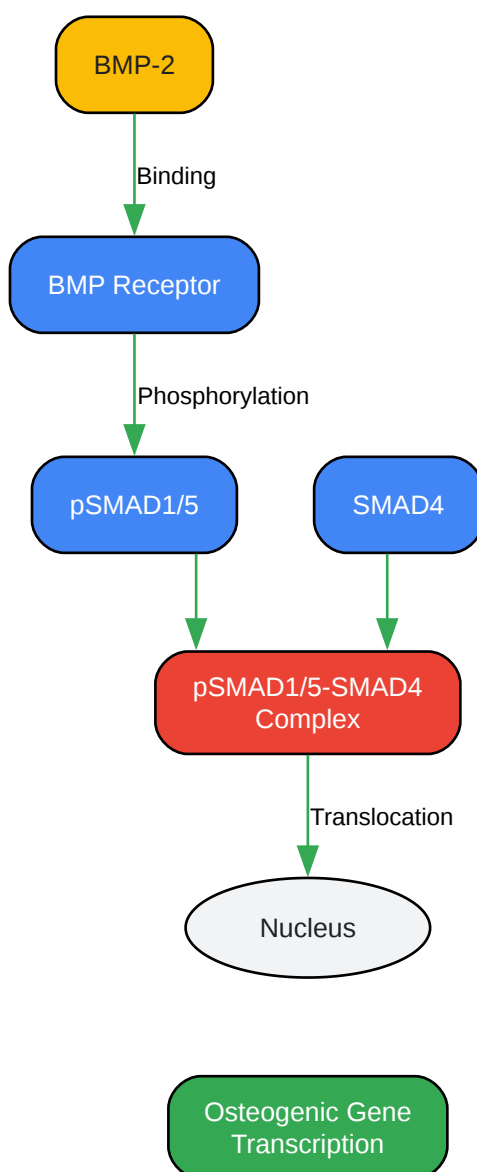 BMP-2
Binding
BMP Receptor
Phosphorylation
pSMAD1/5
SMAD4
pSMAD1/5-SMAD4
Complex
Translocation
Nucleus
Osteogenic Gene
Transcription